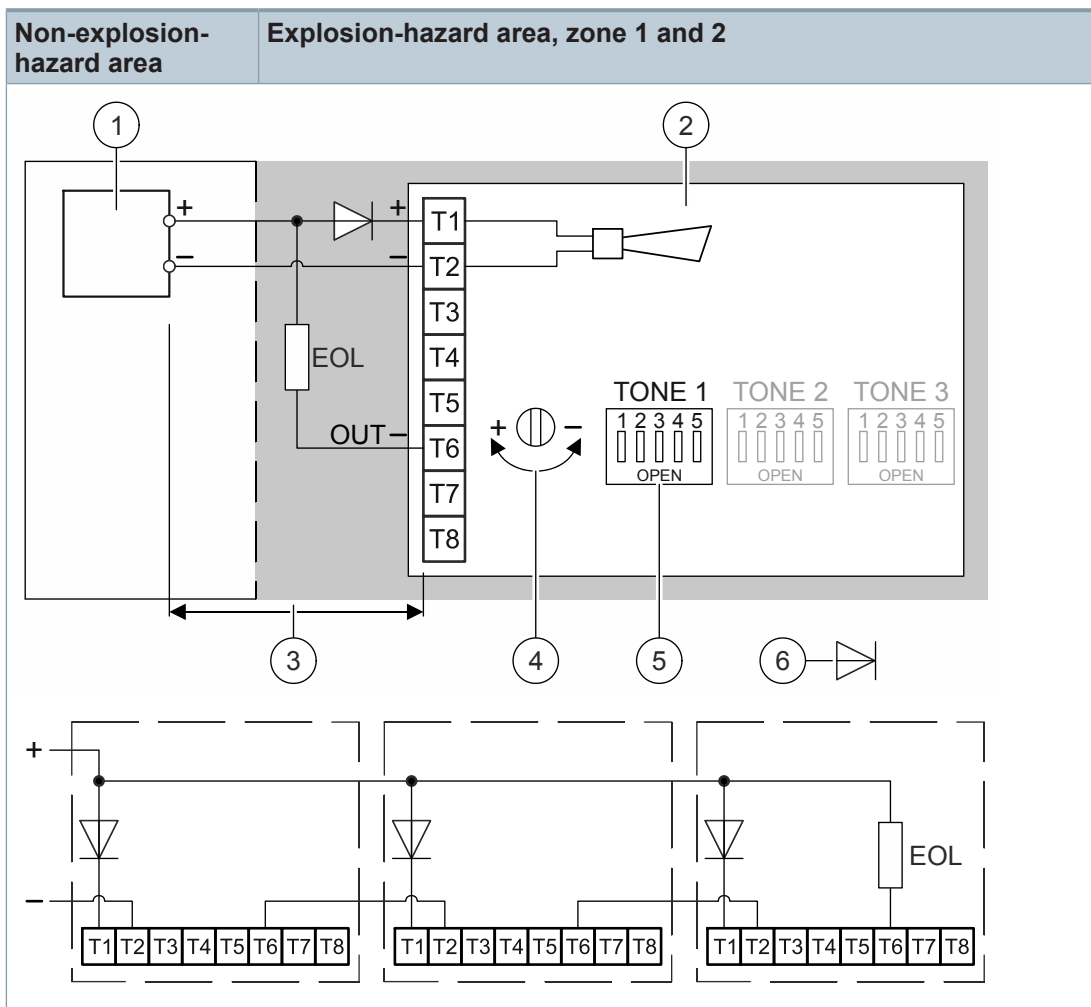 Non-explosion-
hazard area
Explosion-hazard area, zone 1 and 2
1
2
+
+
T1
−
−
T2
T3
EOL
T4
T5
OUT −
T6
T7
T8
+
−
TONE 1
TONE 2
TONE 3
1 2 3 4 5
1 2 3 4 5
1 2 3 4 5
OPEN
OPEN
OPEN
3
4
5
6
+
EOL
−
T1 T2 T3 T4 T5 T6 T7 T8
T1 T2 T3 T4 T5 T6 T7 T8
T1 T2 T3 T4 T5 T6 T7 T8